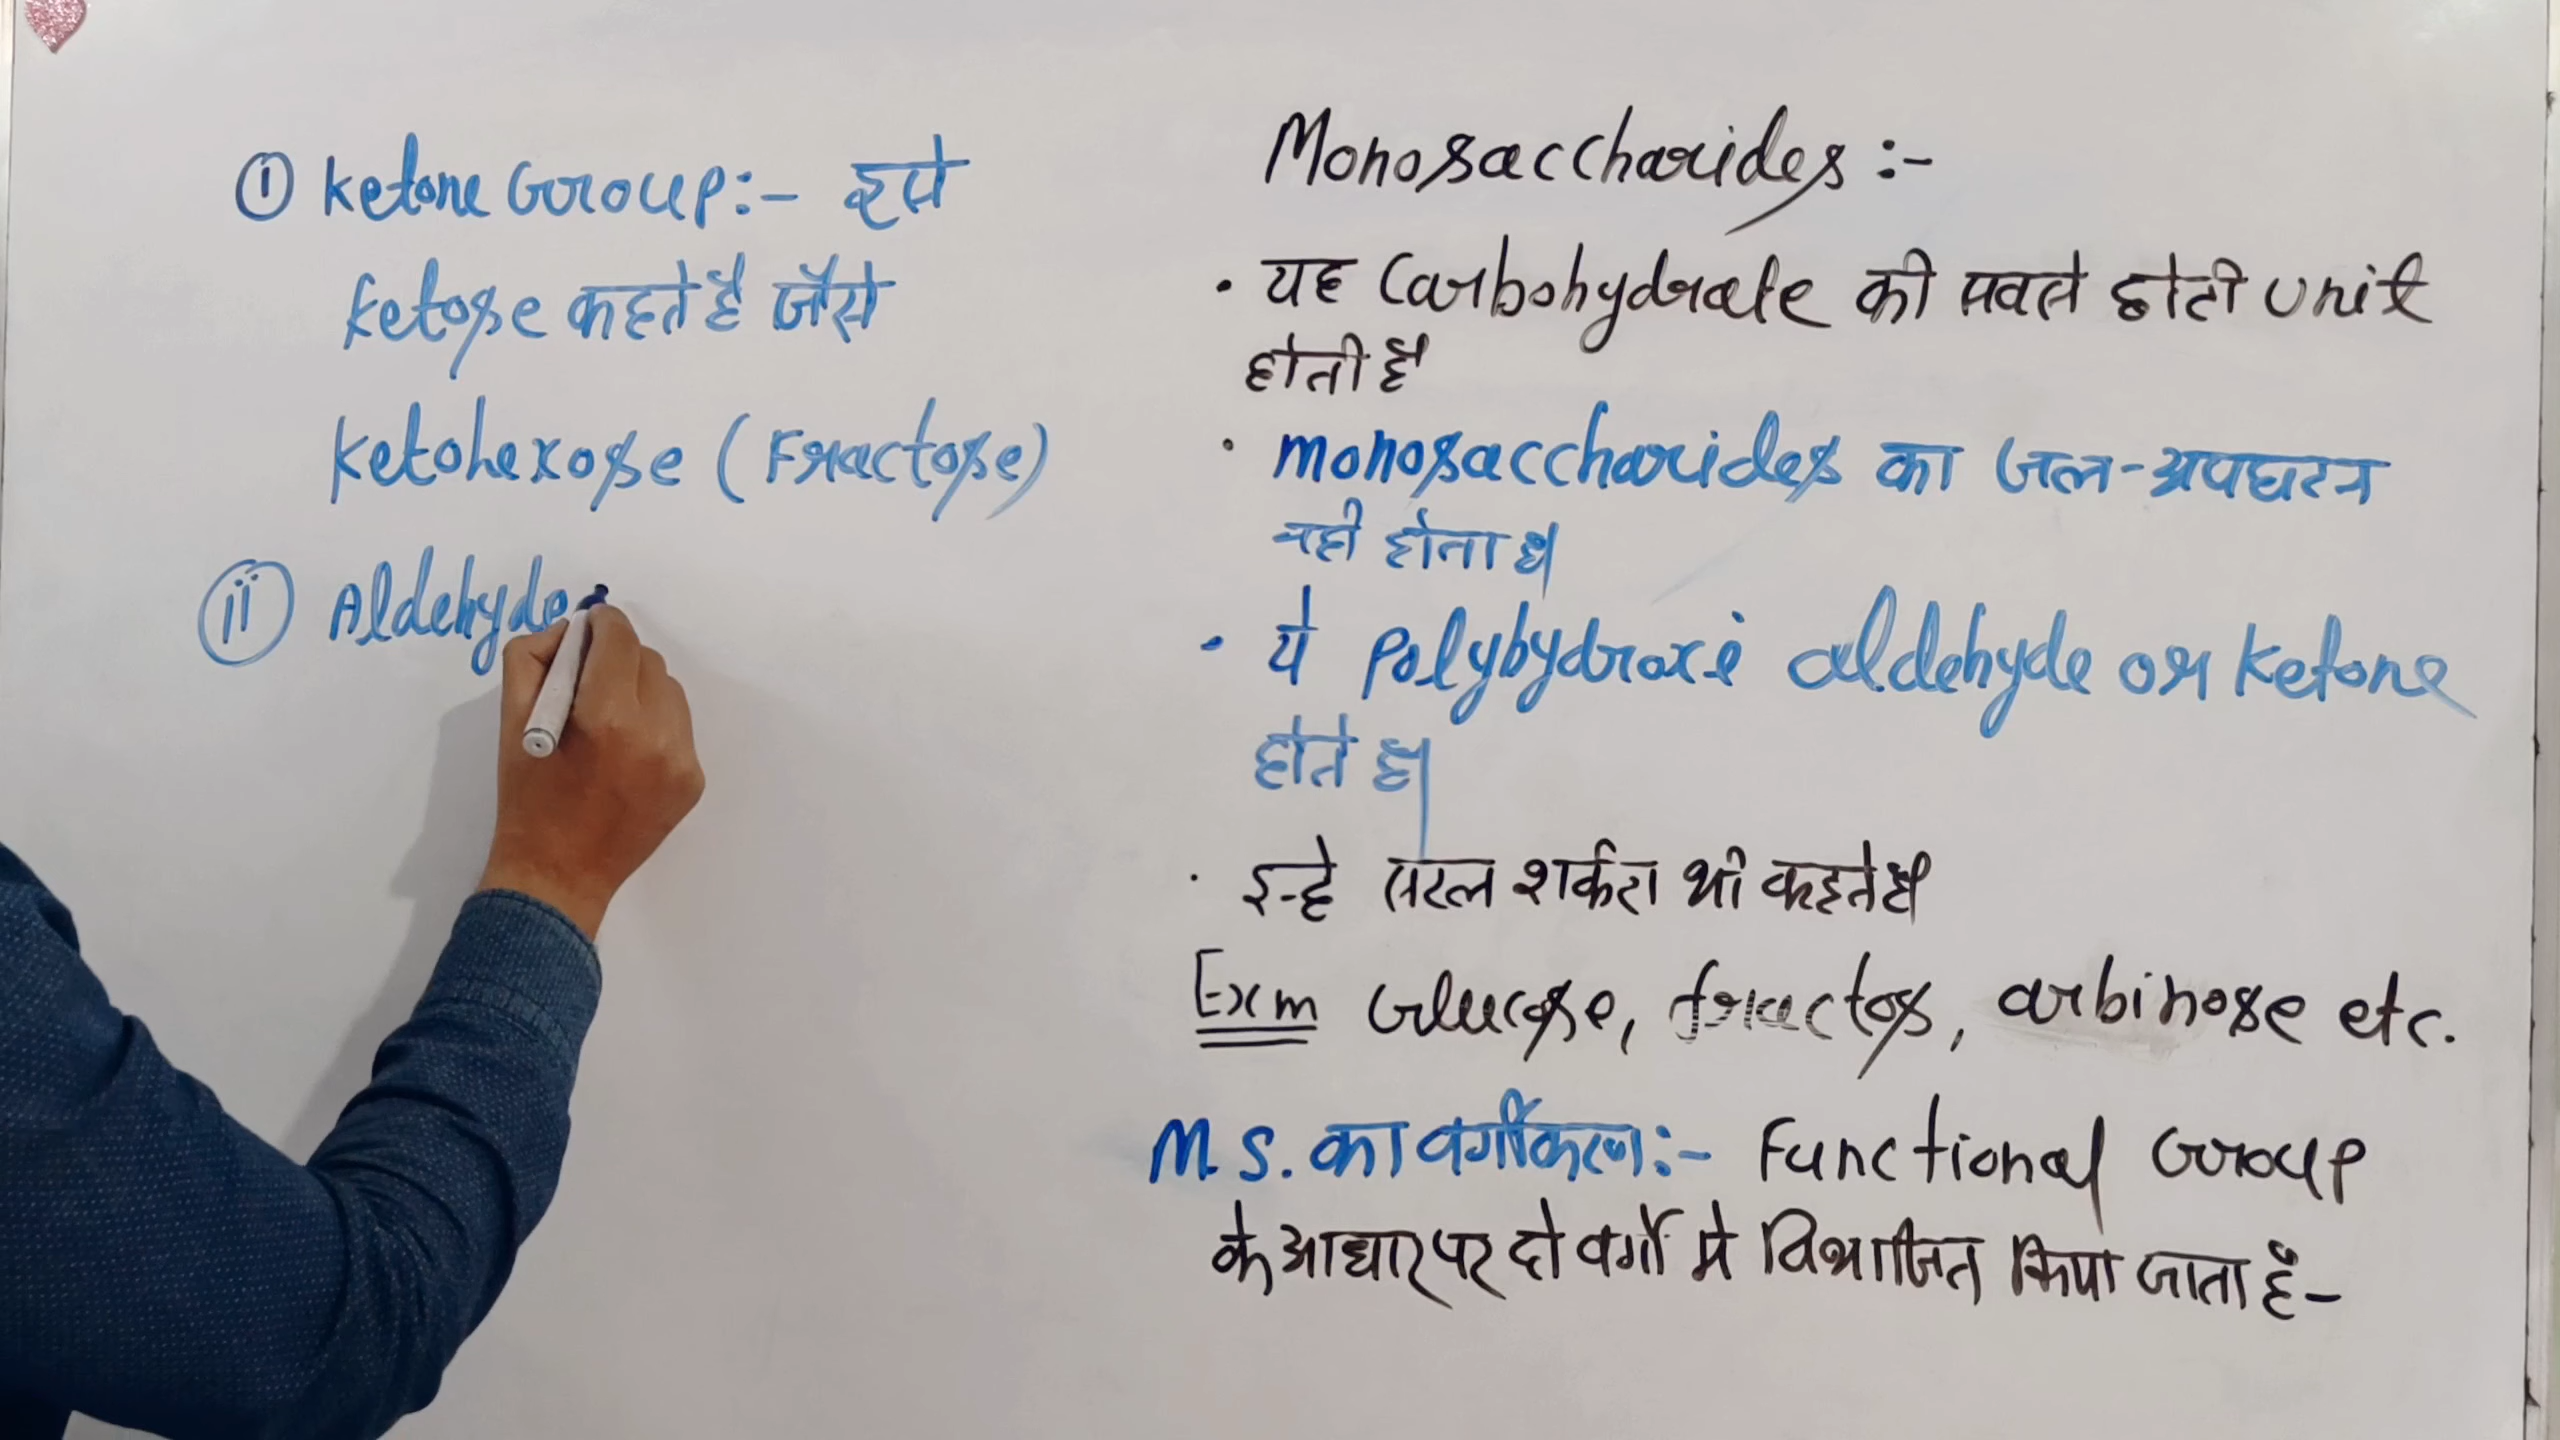 Monosaccharides :-
• यह Carbohydrate की सबसे छोटी unit
होती है
• monosaccharides का जल-अपघटन
नही होता है।
• ये Polyhydroxi aldehyde or Ketone
होते है।
• इन्हे सरल शर्करा भी कहते है।
Exm Glucose, fructos, arbinose etc.
M.S. का वर्गीकरण:- Functional Group
के आधार पर दो वर्गो मे विभाजित किया जाता है-
① Ketone Group:- इसे
Ketose कहते है जैसे
Ketohexose (Fructose)
ⅱ Aldehyde